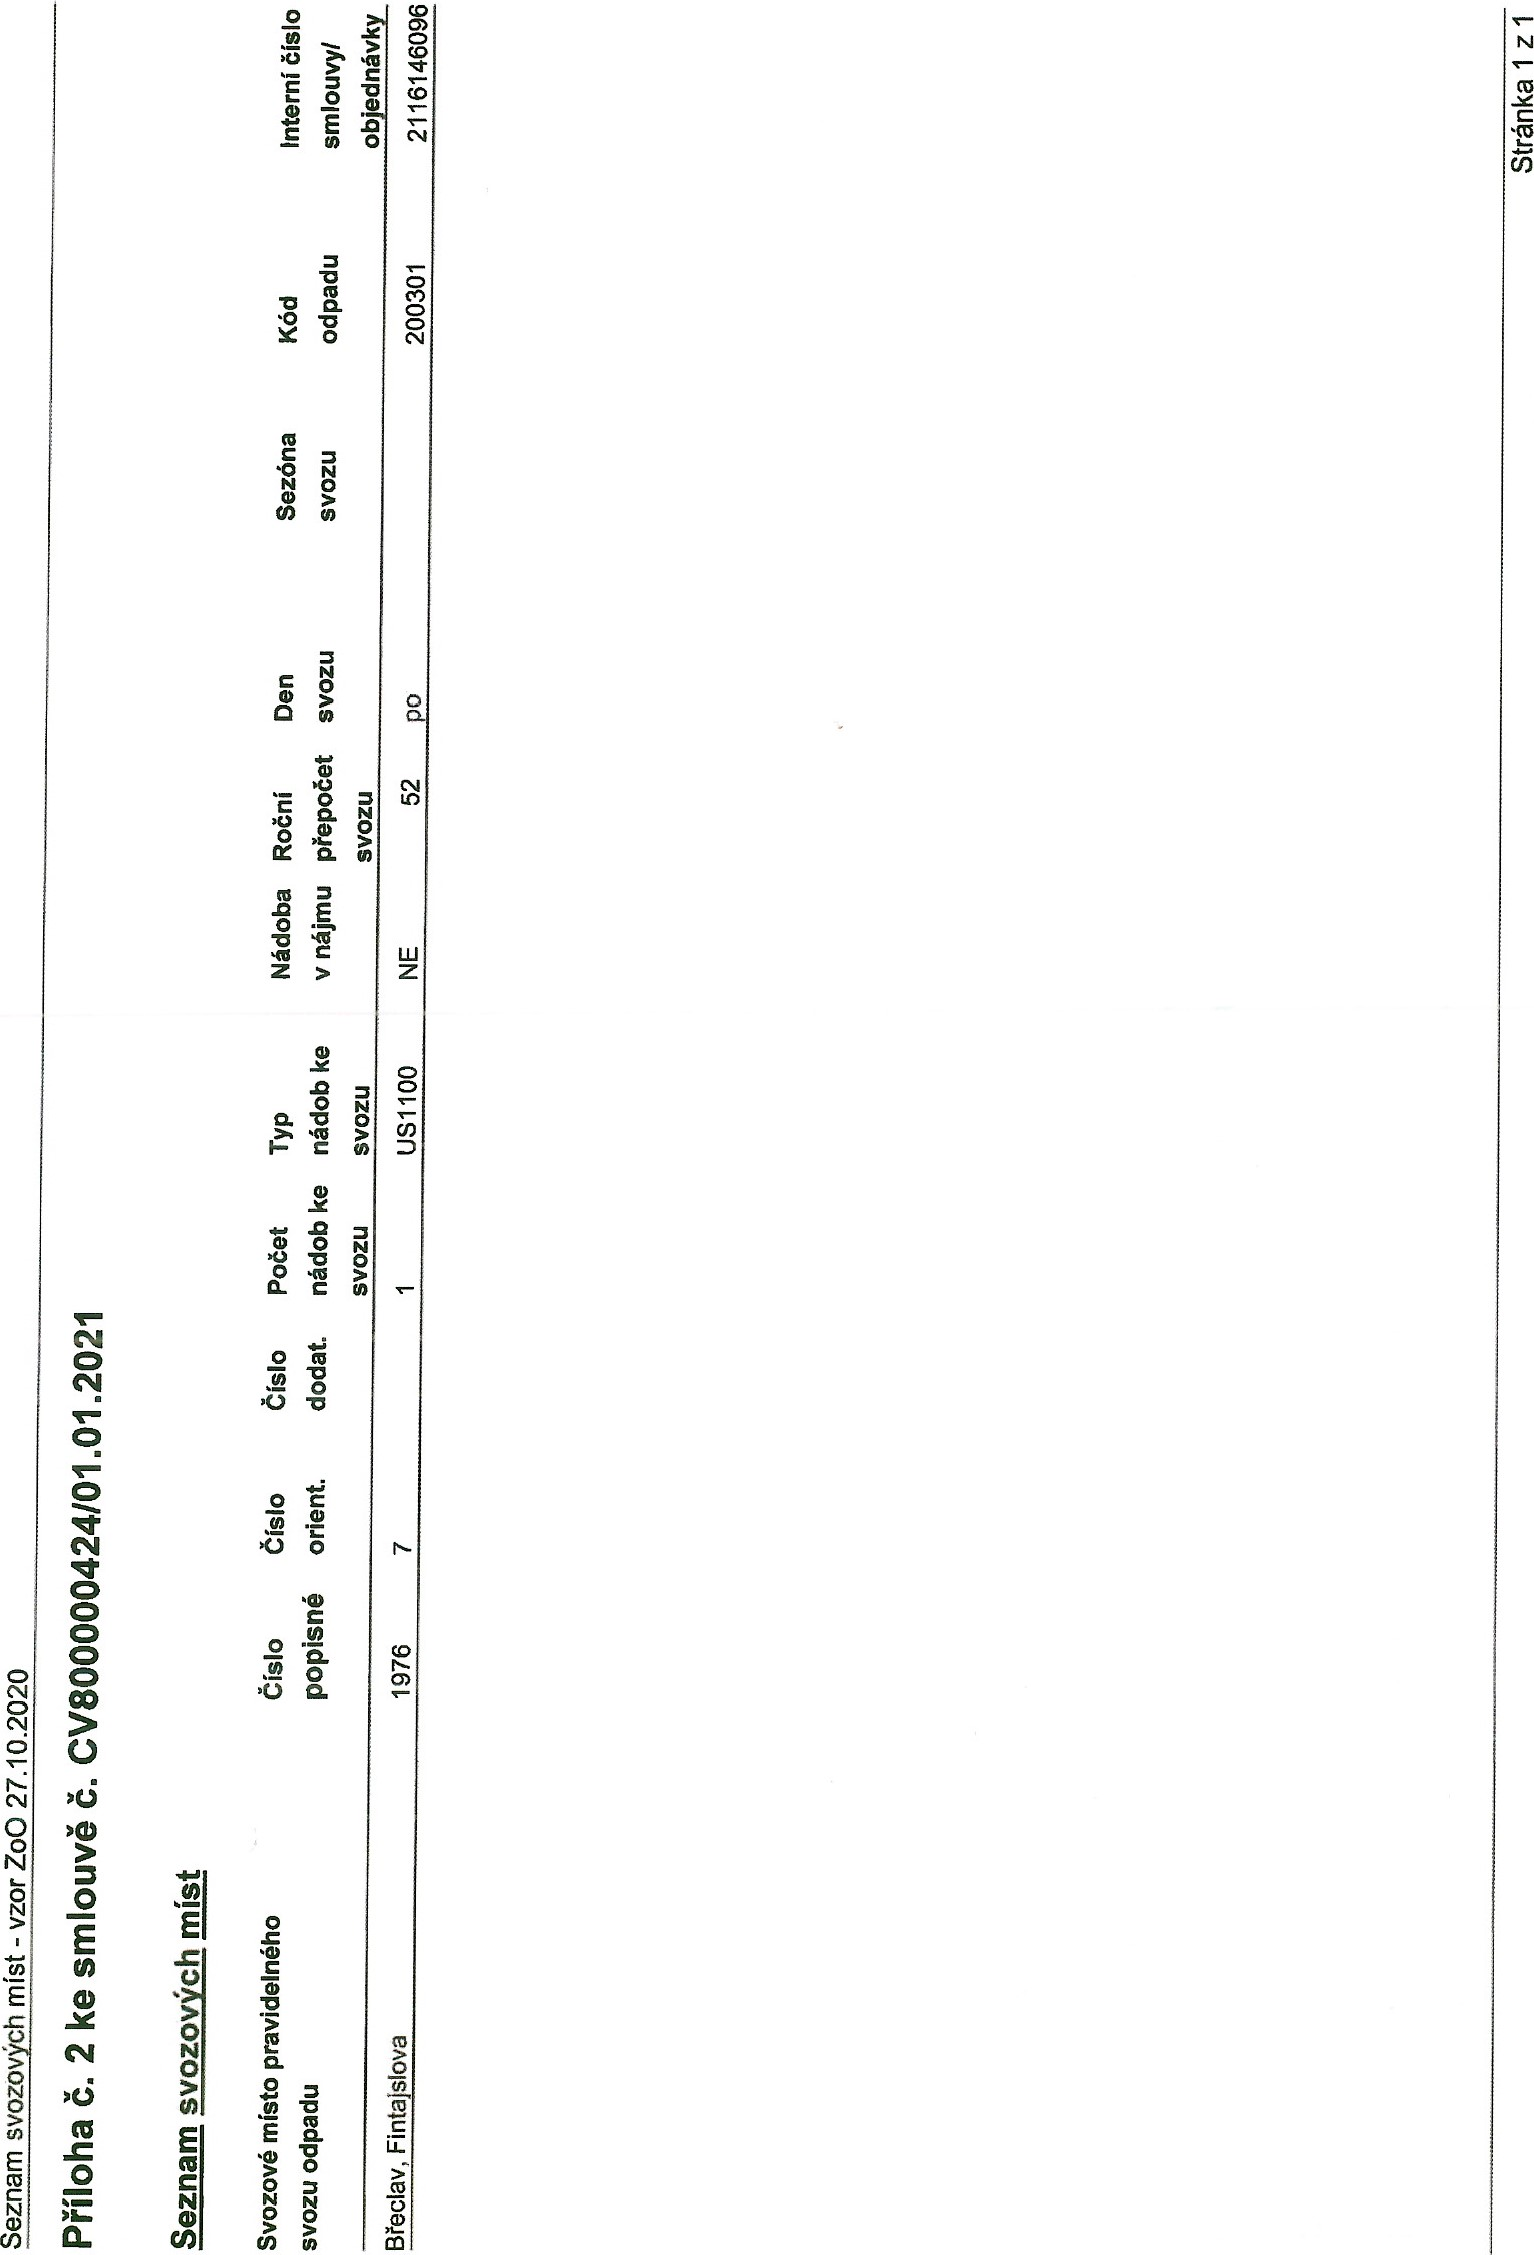 Seznam svozových míst - vzor ZoO 27.10.2020
Příloha č. 2 ke smlouvě č. CV80000424/01.01.2021
Seznam svozových míst
Svozové místo pravidelného Číslo Číslo Číslo Počet Typ Nádoba Roční Den Sezóna Kód Interní číslo
svozu odpadu popisné orient. dodat. nádob ke nádob ke v nájmu přepočet svozu svozu odpadu smlouvy/
svozu svozu svozu objednávky
Břeclav, Fintajslova 1976 7 1 US1100 NE 52 po 200301 2116146096
Stránka 1 z 1